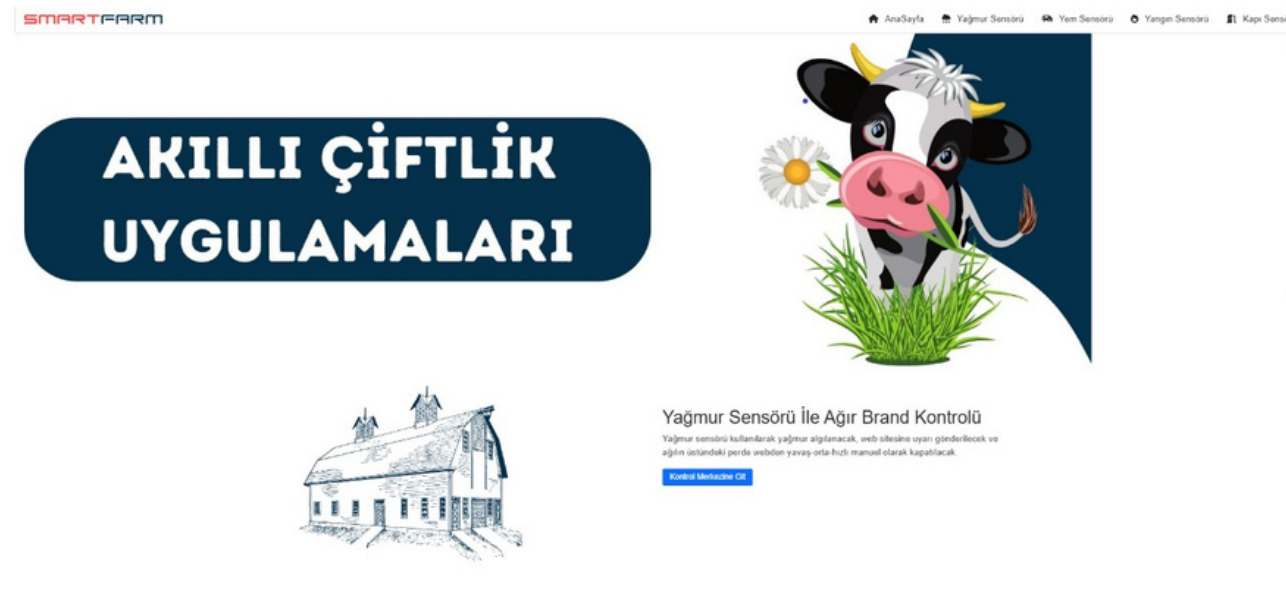 SMARTFARM
AnaSayfa Yağmur Sensörü Yem Sensörü Yangın Sensörü Kapı Sens
AKILLI ÇİFTLİK
UYGULAMALARI
Yağmur Sensörü İle Ağır Brand Kontrolü
Yağmur sensörü kullanılarak yağmur algılanacak, web sitesine uyarı gönderilecek ve
ağılın üstündeki perde webden yavaş-orta-hızlı manuel olarak kapatılacak.
Kontrol Merkezine Git